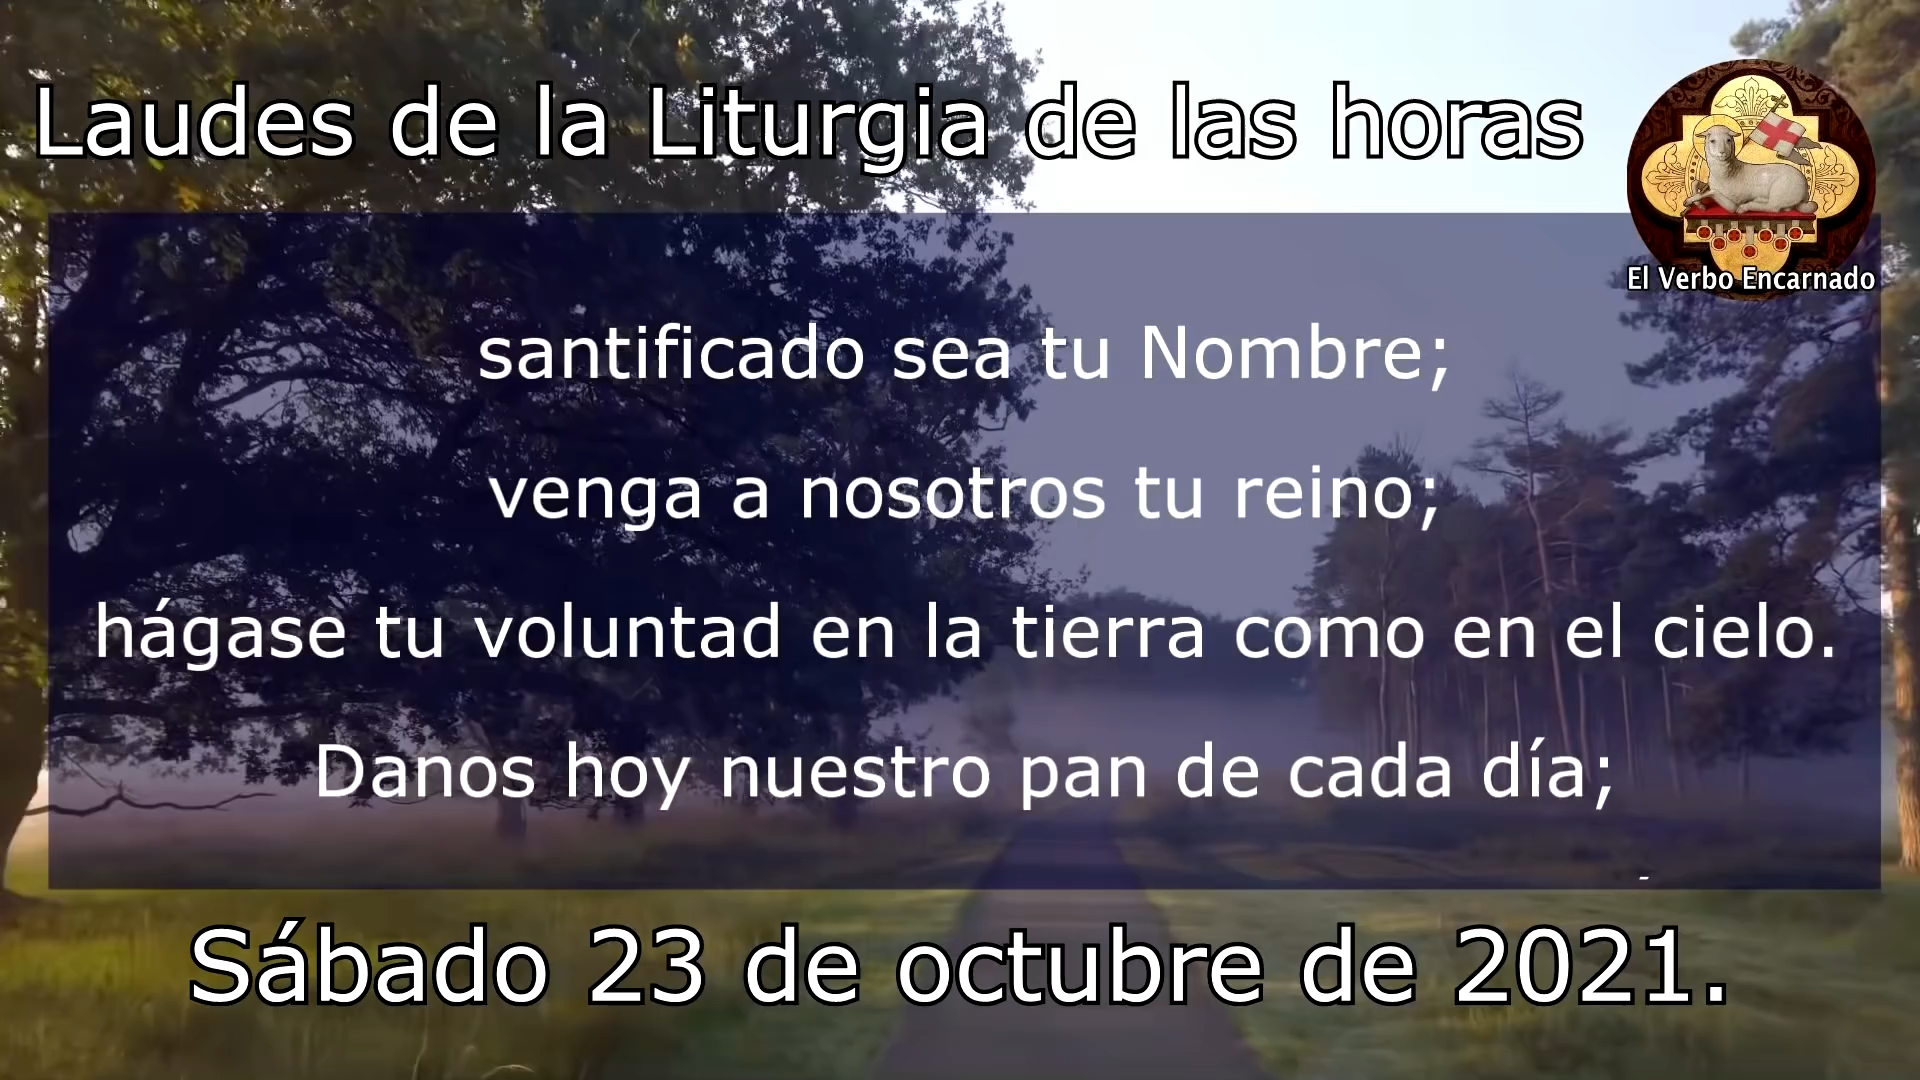 Laudes de la Liturgia de las horas
El Verbo Encarnado
santificado sea tu Nombre;
venga a nosotros tu reino;
hágase tu voluntad en la tierra como en el cielo.
Danos hoy nuestro pan de cada día;
Sábado 23 de octubre de 2021.